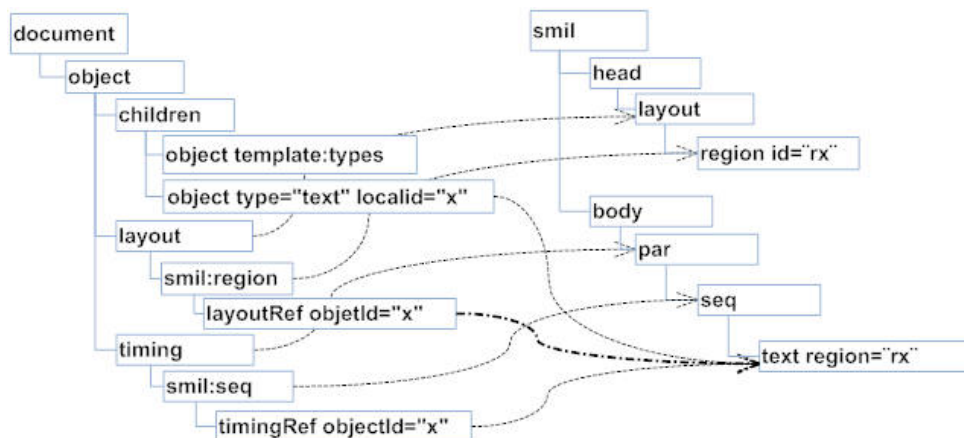 document
object
children
object template:types
object type="text" localid="x"
layout
smil:region
layoutRef objetId="x"
timing
smil:seq
timingRef objectId="x"
smil
head
layout
region id=¨rx¨
body
par
seq
text region=¨rx¨